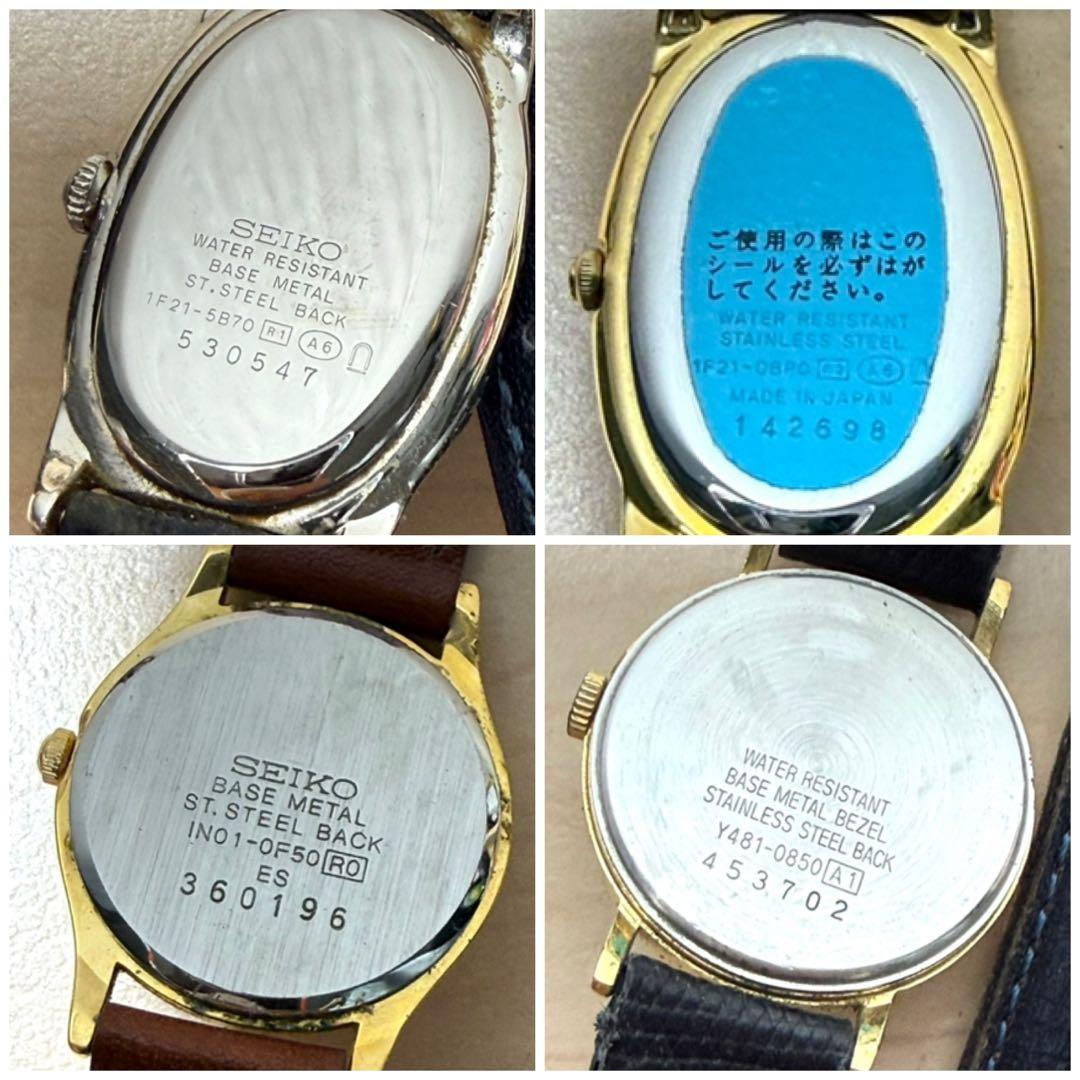 SEIKO
WATER RESISTANT
BASE METAL
ST. STEEL BACK
1F21-5B70 R1 A6
530547
ご使用の際はこの
シールを必ずはが
してください。
WATER RESISTANT
STAINLESS STEEL
1F21-0BP0 A6
MADE IN JAPAN
142698
SEIKO
BASE METAL
ST. STEEL BACK
1N01-0F50 R0
ES
360196
WATER RESISTANT
BASE METAL BEZEL
STAINLESS STEEL BACK
Y481-0850 A1
453702